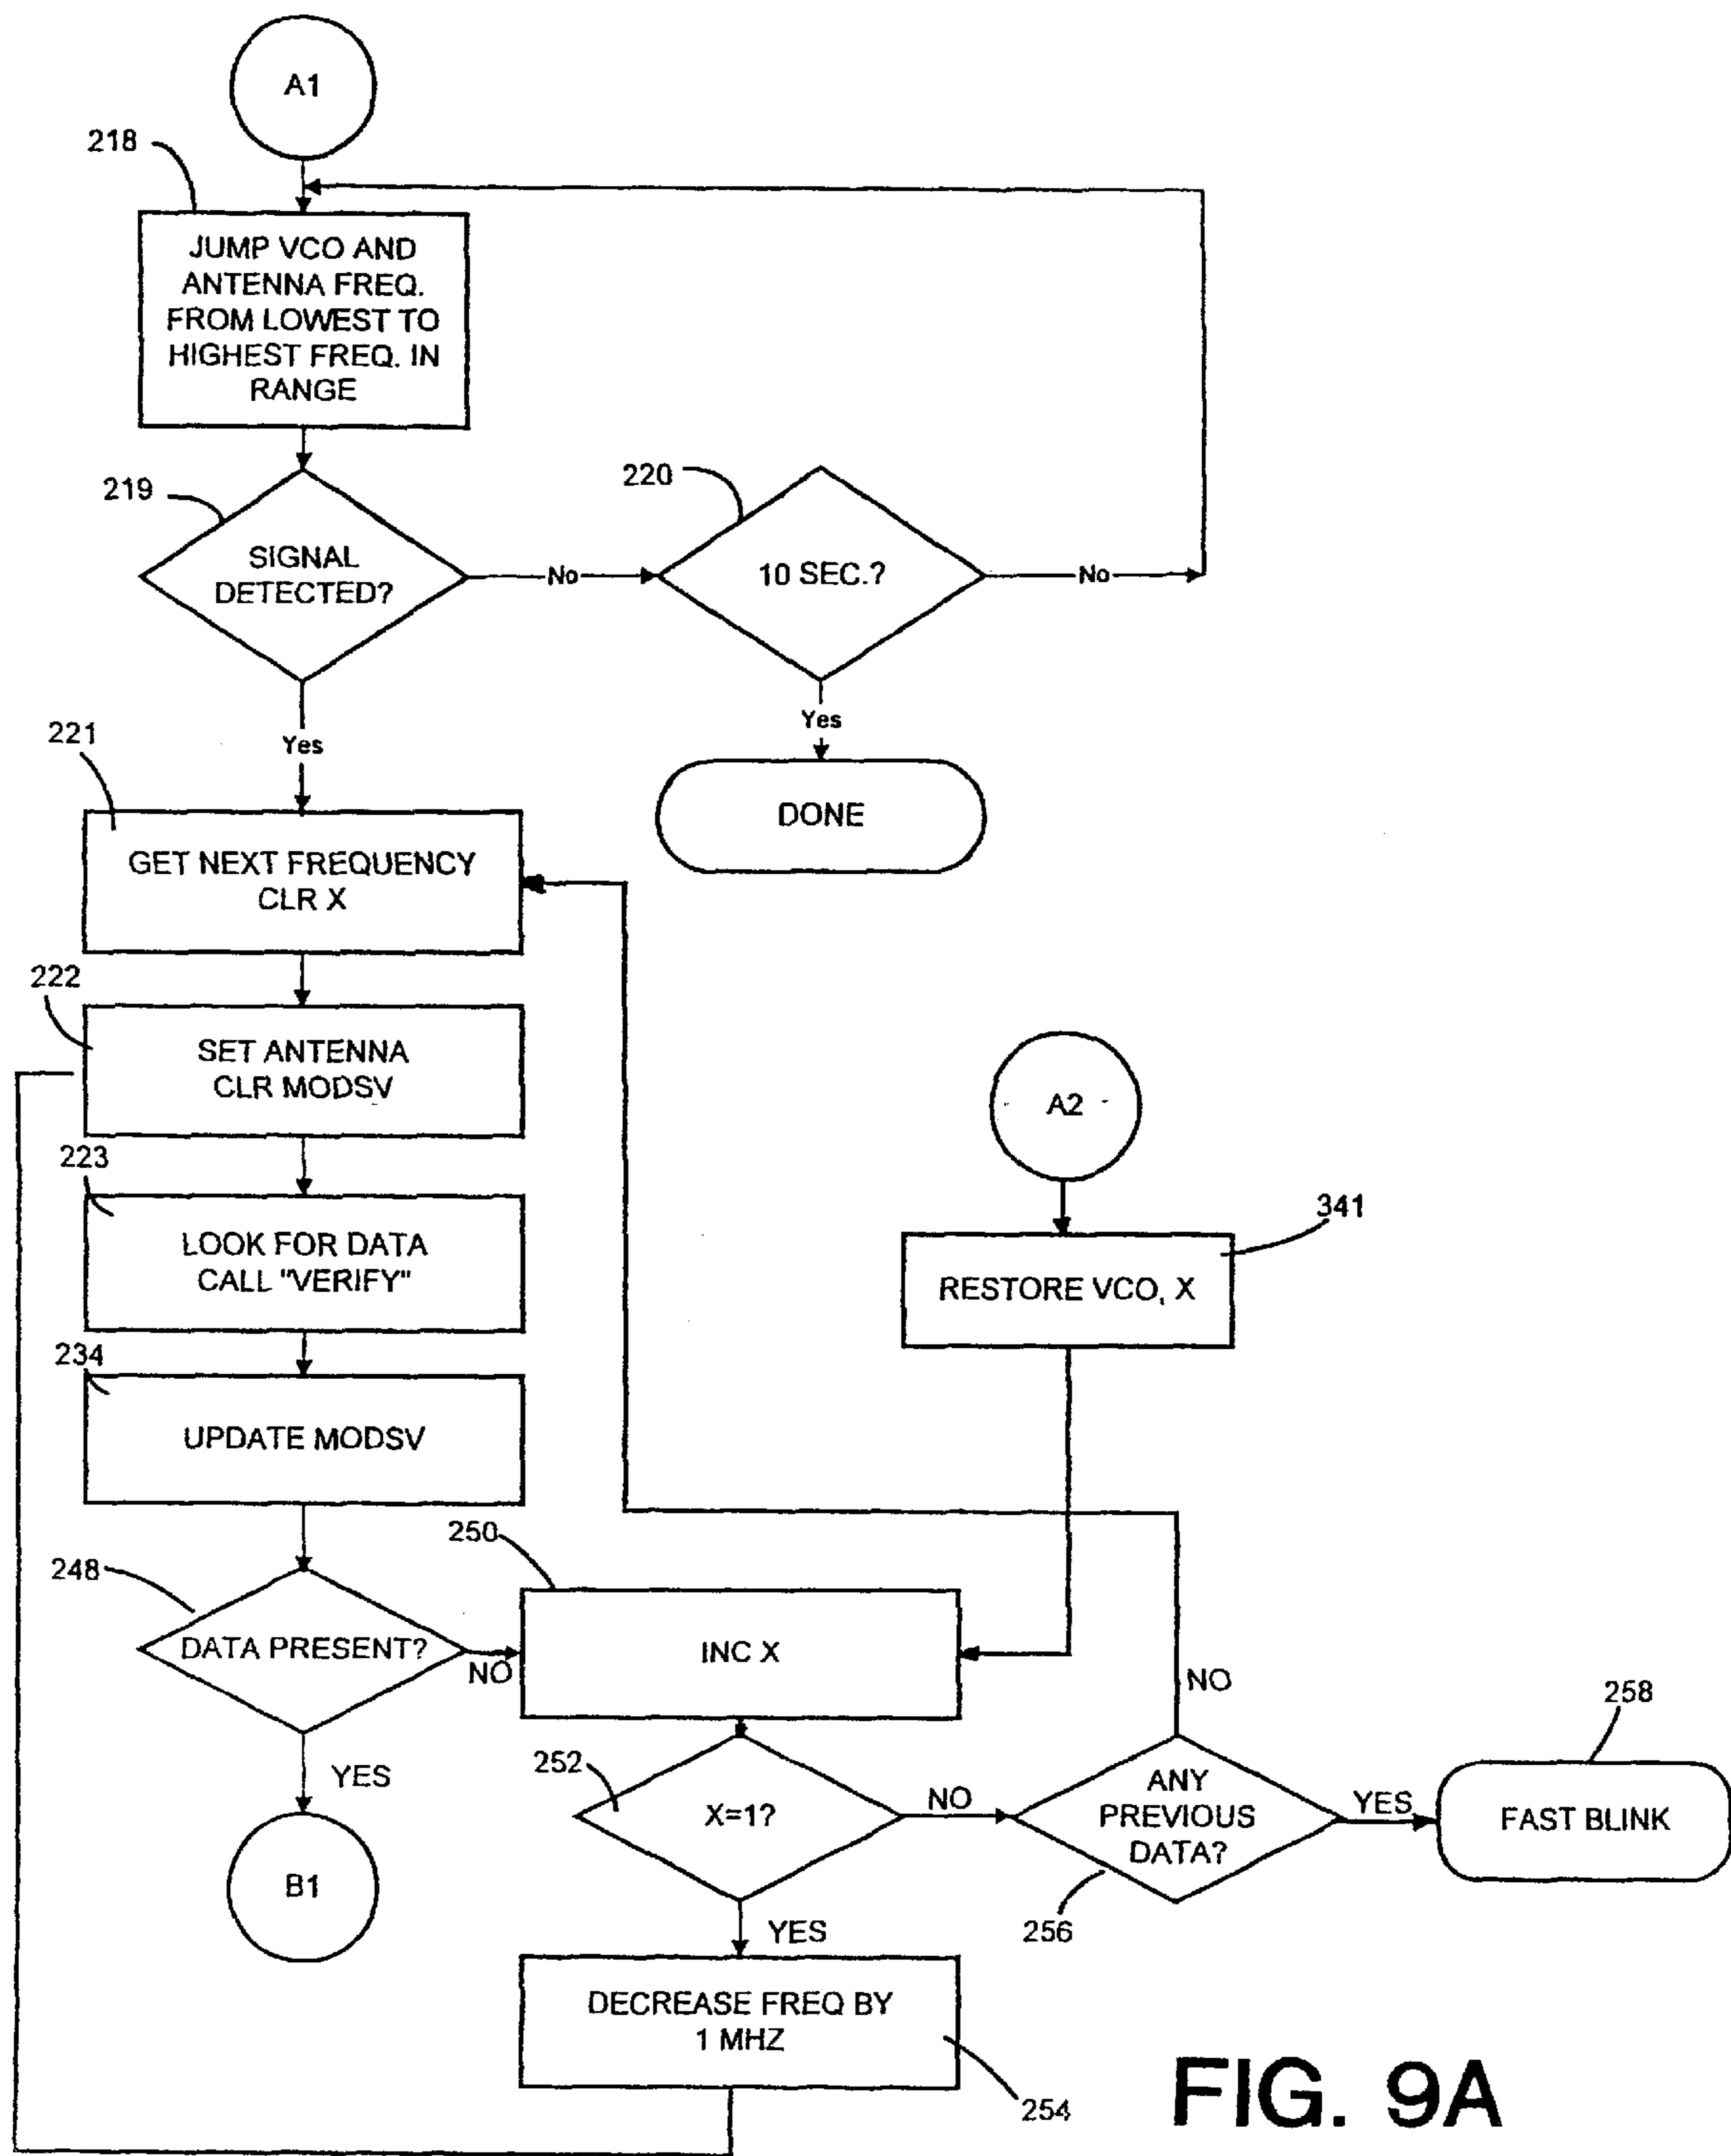 A1
218
JUMP VCO AND
ANTENNA FREQ.
FROM LOWEST TO
HIGHEST FREQ. IN
RANGE
219
SIGNAL
DETECTED?
No
220
10 SEC.?
No
Yes
Yes
DONE
221
GET NEXT FREQUENCY
CLR X
222
SET ANTENNA
CLR MODSV
A2
223
LOOK FOR DATA
CALL "VERIFY"
341
RESTORE VCO, X
234
UPDATE MODSV
248
DATA PRESENT?
NO
250
INC X
NO
258
YES
252
X=1?
NO
ANY
PREVIOUS
DATA?
YES
FAST BLINK
B1
256
YES
DECREASE FREQ BY
1 MHZ
254
FIG. 9A